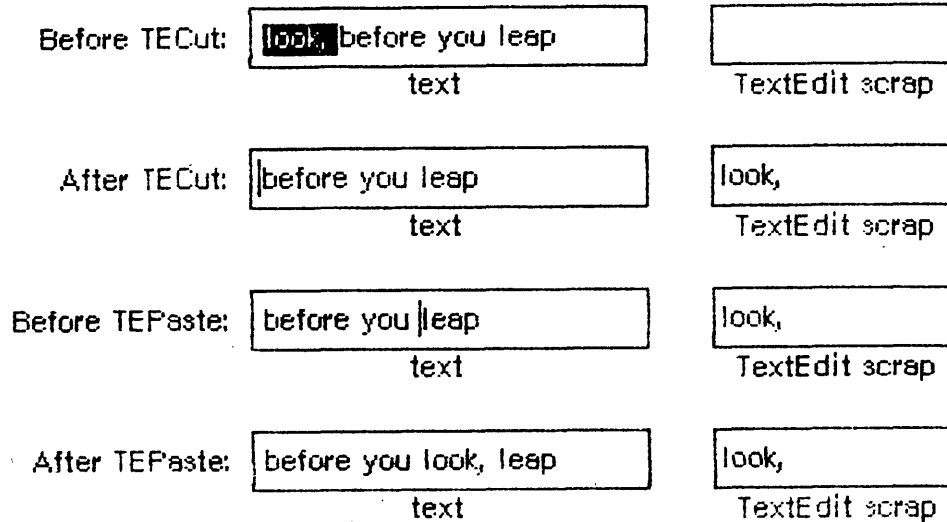 Before TECut: look, before you leap
text TextEdit scrap
After TECut: before you leap look,
text TextEdit scrap
Before TEPaste: before you leap look,
text TextEdit scrap
After TEPaste: before you look, leap look,
text TextEdit scrap